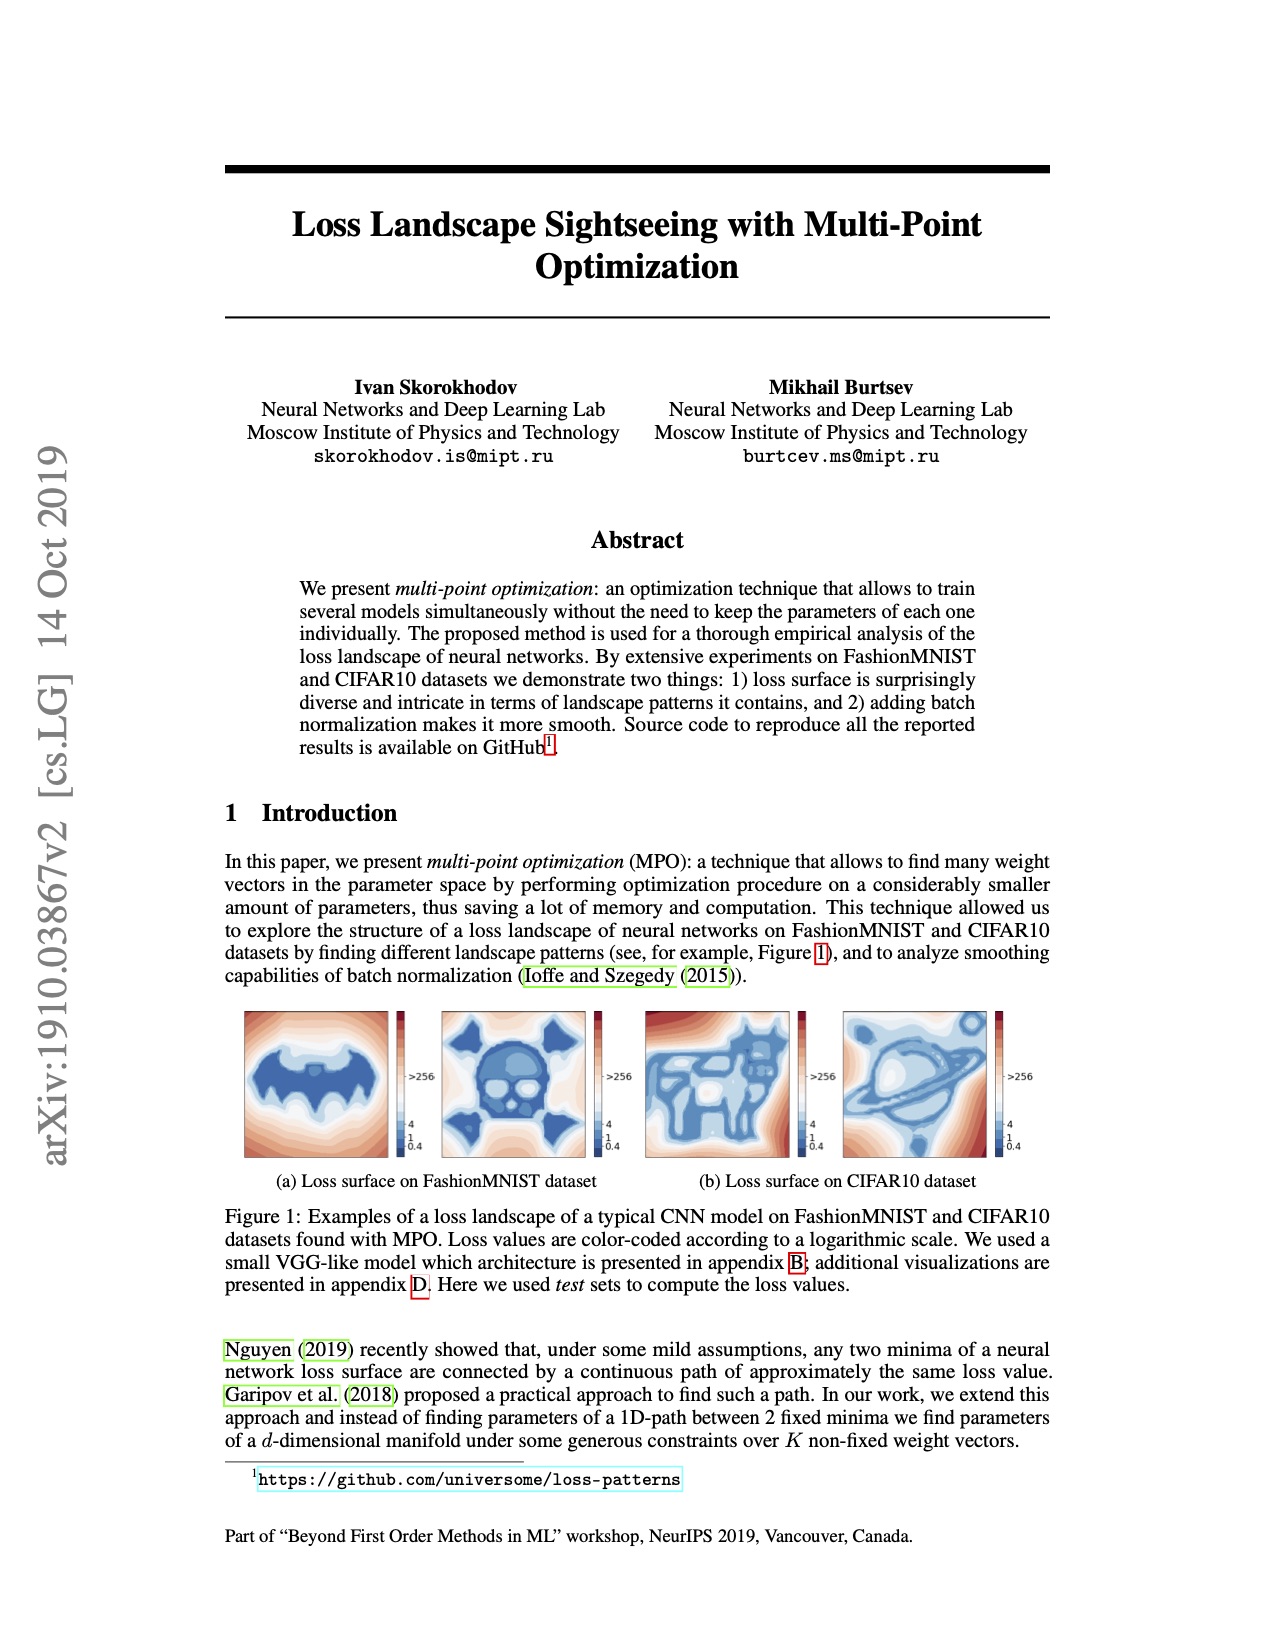 Loss Landscape Sightseeing with Multi-Point
Optimization
Ivan Skorokhodov
Neural Networks and Deep Learning Lab
Moscow Institute of Physics and Technology
skorokhodov.is@mipt.ru
Mikhail Burtsev
Neural Networks and Deep Learning Lab
Moscow Institute of Physics and Technology
burtcev.ms@mipt.ru
arXiv:1910.03867v2 [cs.LG] 14 Oct 2019
Abstract
We present multi-point optimization: an optimization technique that allows to train
several models simultaneously without the need to keep the parameters of each one
individually. The proposed method is used for a thorough empirical analysis of the
loss landscape of neural networks. By extensive experiments on FashionMNIST
and CIFAR10 datasets we demonstrate two things: 1) loss surface is surprisingly
diverse and intricate in terms of landscape patterns it contains, and 2) adding batch
normalization makes it more smooth. Source code to reproduce all the reported
results is available on GitHub1.
1 Introduction
In this paper, we present multi-point optimization (MPO): a technique that allows to find many weight
vectors in the parameter space by performing optimization procedure on a considerably smaller
amount of parameters, thus saving a lot of memory and computation. This technique allowed us
to explore the structure of a loss landscape of neural networks on FashionMNIST and CIFAR10
datasets by finding different landscape patterns (see, for example, Figure 1), and to analyze smoothing
capabilities of batch normalization (Ioffe and Szegedy (2015)).
>256
4
1
0.4
>256
4
1
0.4
>256
4
1
0.4
>256
4
1
0.4
(a) Loss surface on FashionMNIST dataset
(b) Loss surface on CIFAR10 dataset
Figure 1: Examples of a loss landscape of a typical CNN model on FashionMNIST and CIFAR10
datasets found with MPO. Loss values are color-coded according to a logarithmic scale. We used a
small VGG-like model which architecture is presented in appendix B; additional visualizations are
presented in appendix D. Here we used test sets to compute the loss values.
Nguyen (2019) recently showed that, under some mild assumptions, any two minima of a neural
network loss surface are connected by a continuous path of approximately the same loss value.
Garipov et al. (2018) proposed a practical approach to find such a path. In our work, we extend this
approach and instead of finding parameters of a 1D-path between 2 fixed minima we find parameters
of a d-dimensional manifold under some generous constraints over K non-fixed weight vectors.
1https://github.com/universome/loss-patterns
Part of “Beyond First Order Methods in ML” workshop, NeurIPS 2019, Vancouver, Canada.